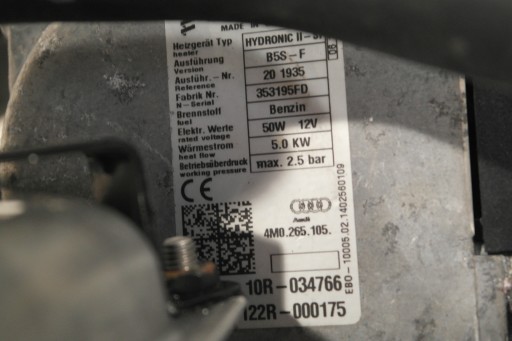 MADE IN
Heizgerät Typ HYDRONIC II-
heater
Ausführung B5S-F
Version
Ausführ.-Nr. 20 1935
Reference
Fabrik Nr. 353195FD
N-Serial
Brennstoff Benzin
fuel
Elektr. Werte 50W 12V
rated voltage
Wärmestrom 5.0 KW
heat flow
Betriebsüberdruck max. 2.5 bar
working pressure
CE
Audi
4M0.265.105.
10R-034766
122R-000175
EBO-10005.02.1402560109